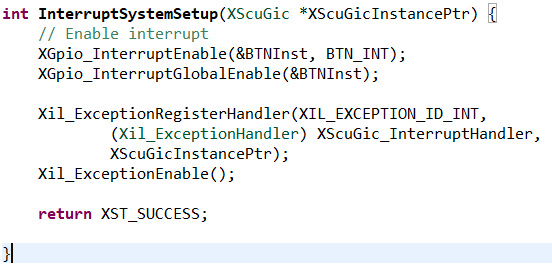 int InterruptSystemSetup(XScuGic *XScuGicInstancePtr) {
    // Enable interrupt
    XGpio_InterruptEnable(&BTNInst, BTN_INT);
    XGpio_InterruptGlobalEnable(&BTNInst);

    Xil_ExceptionRegisterHandler(XIL_EXCEPTION_ID_INT,
            (Xil_ExceptionHandler) XScuGic_InterruptHandler,
            XScuGicInstancePtr);
    Xil_ExceptionEnable();

    return XST_SUCCESS;

}